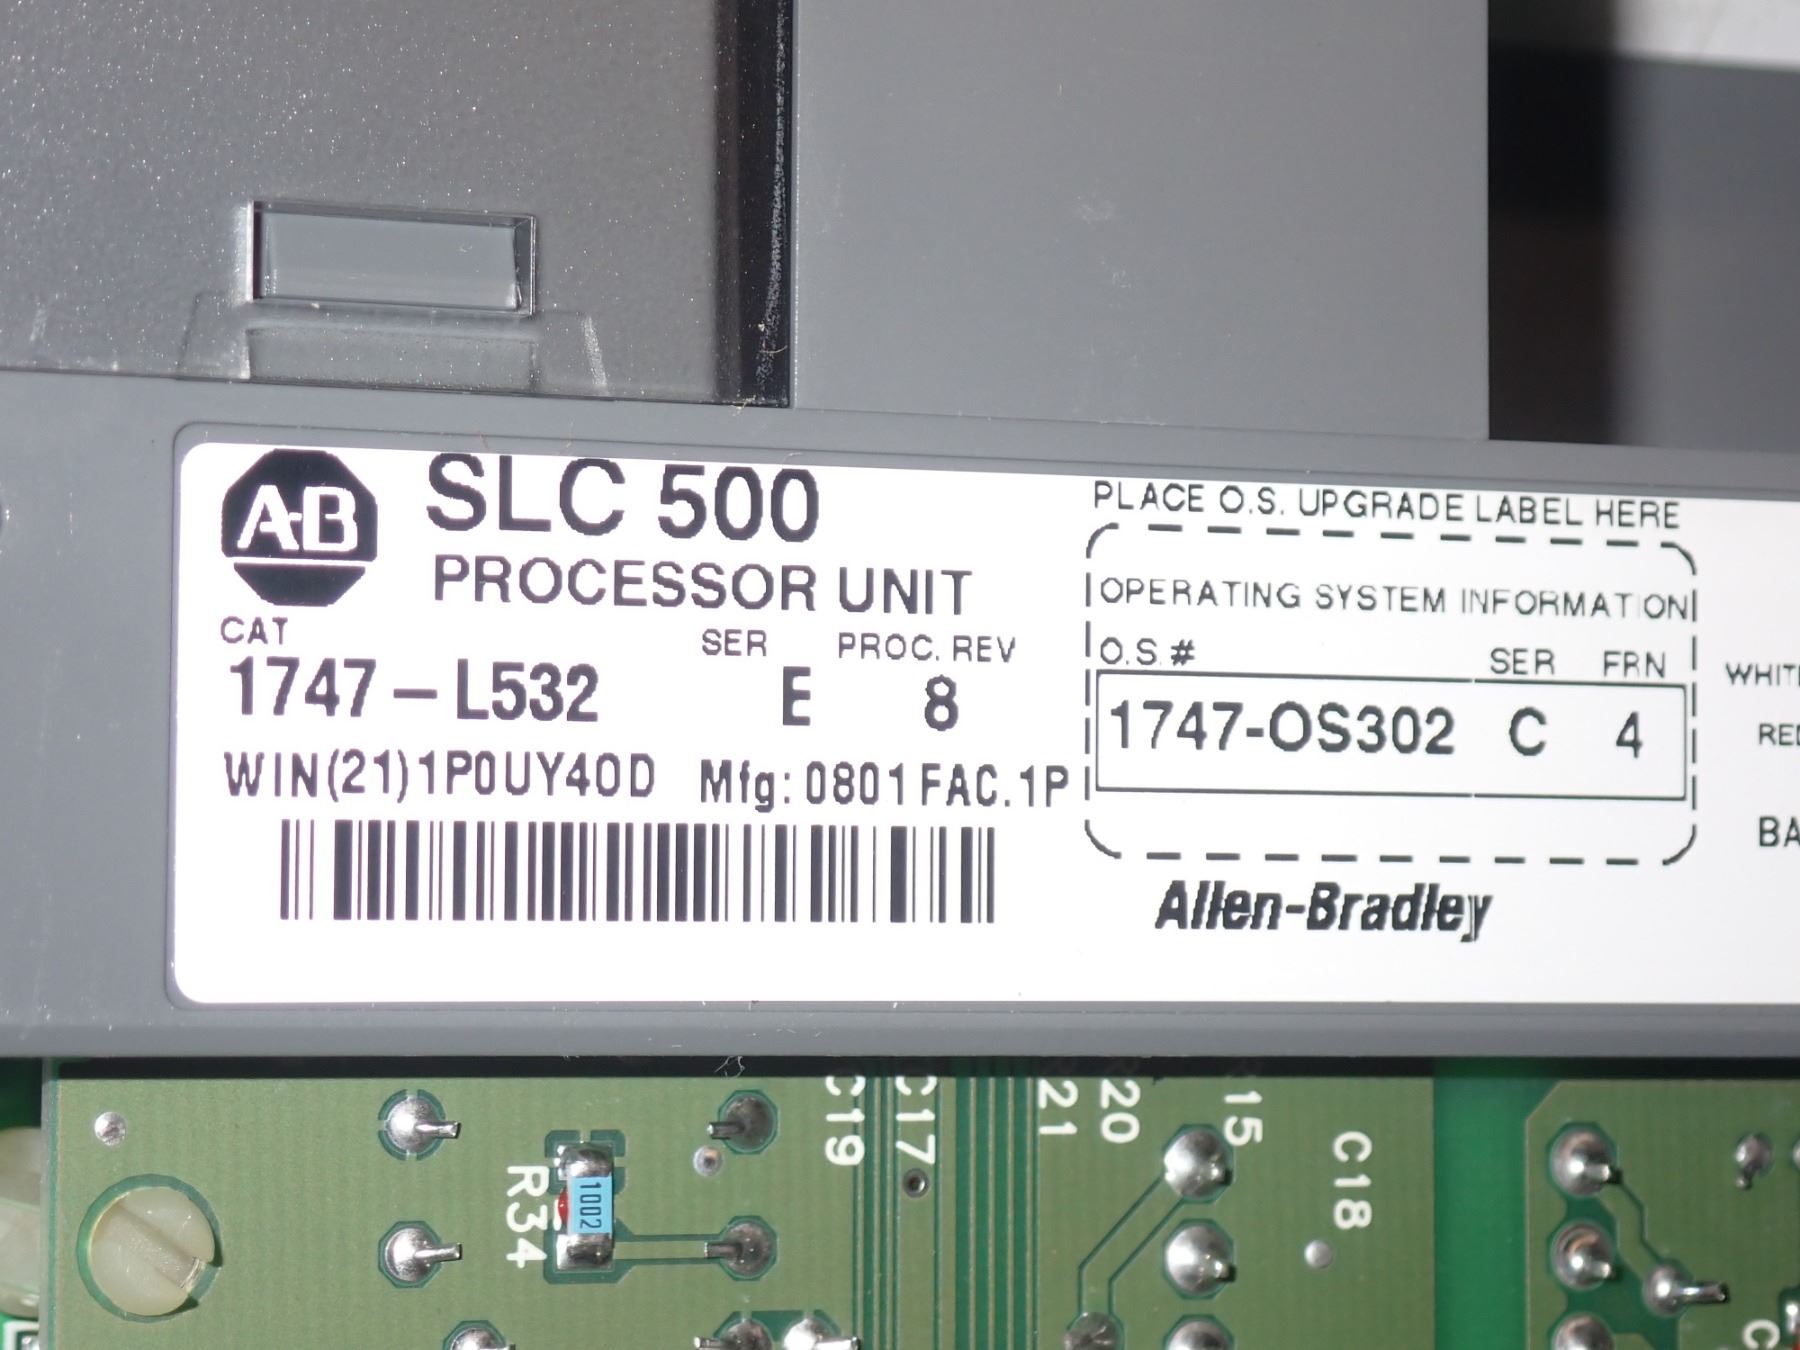 A-B
SLC 500
PROCESSOR UNIT
CAT SER PROC. REV
1747-L532 E 8
WIN(21)1P0UY40D Mfg: 0801 FAC.1P
PLACE O.S. UPGRADE LABEL HERE
OPERATING SYSTEM INFORMATION
O.S.# SER FRN
1747-OS302 C 4
Allen-Bradley
C19
C17
21
20
15
C18
R34
1002